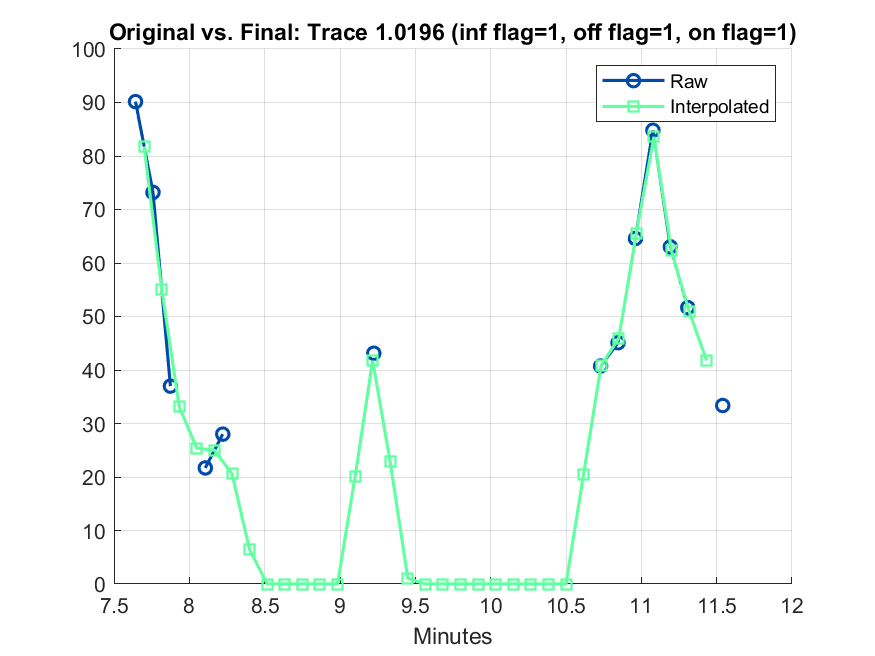 Original vs. Final: Trace 1.0196 (inf flag=1, off flag=1, on flag=1)
Raw
Interpolated
100
90
80
70
60
50
40
30
20
10
0
7.5 8 8.5 9 9.5 10 10.5 11 11.5 12
Minutes